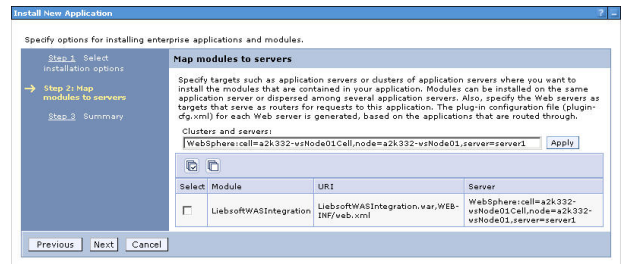 Install New Application
? –
Specify options for installing enterprise applications and modules.
Step 1 Select
installation options
Step 2: Map
modules to servers
Step 3 Summary
Map modules to servers
Specify targets such as application servers or clusters of application servers where you want to
install the modules that are contained in your application. Modules can be installed on the same
application server or dispersed among several application servers. Also, specify the Web servers as
targets that serve as routers for requests to this application. The plug-in configuration file (plugin-
cfg.xml) for each Web server is generated, based on the applications that are routed through.
Clusters and servers:
WebSphere:cell=a2k332-vsNode01Cell,node=a2k332-vsNode01,server=server1
Apply
Select Module URI Server
LiebsoftWASIntegration LiebsoftWASIntegration.war,WEB-
INF/web.xml
WebSphere:cell=a2k332-
vsNode01Cell,node=a2k332-
vsNode01,server=server1
Previous Next Cancel